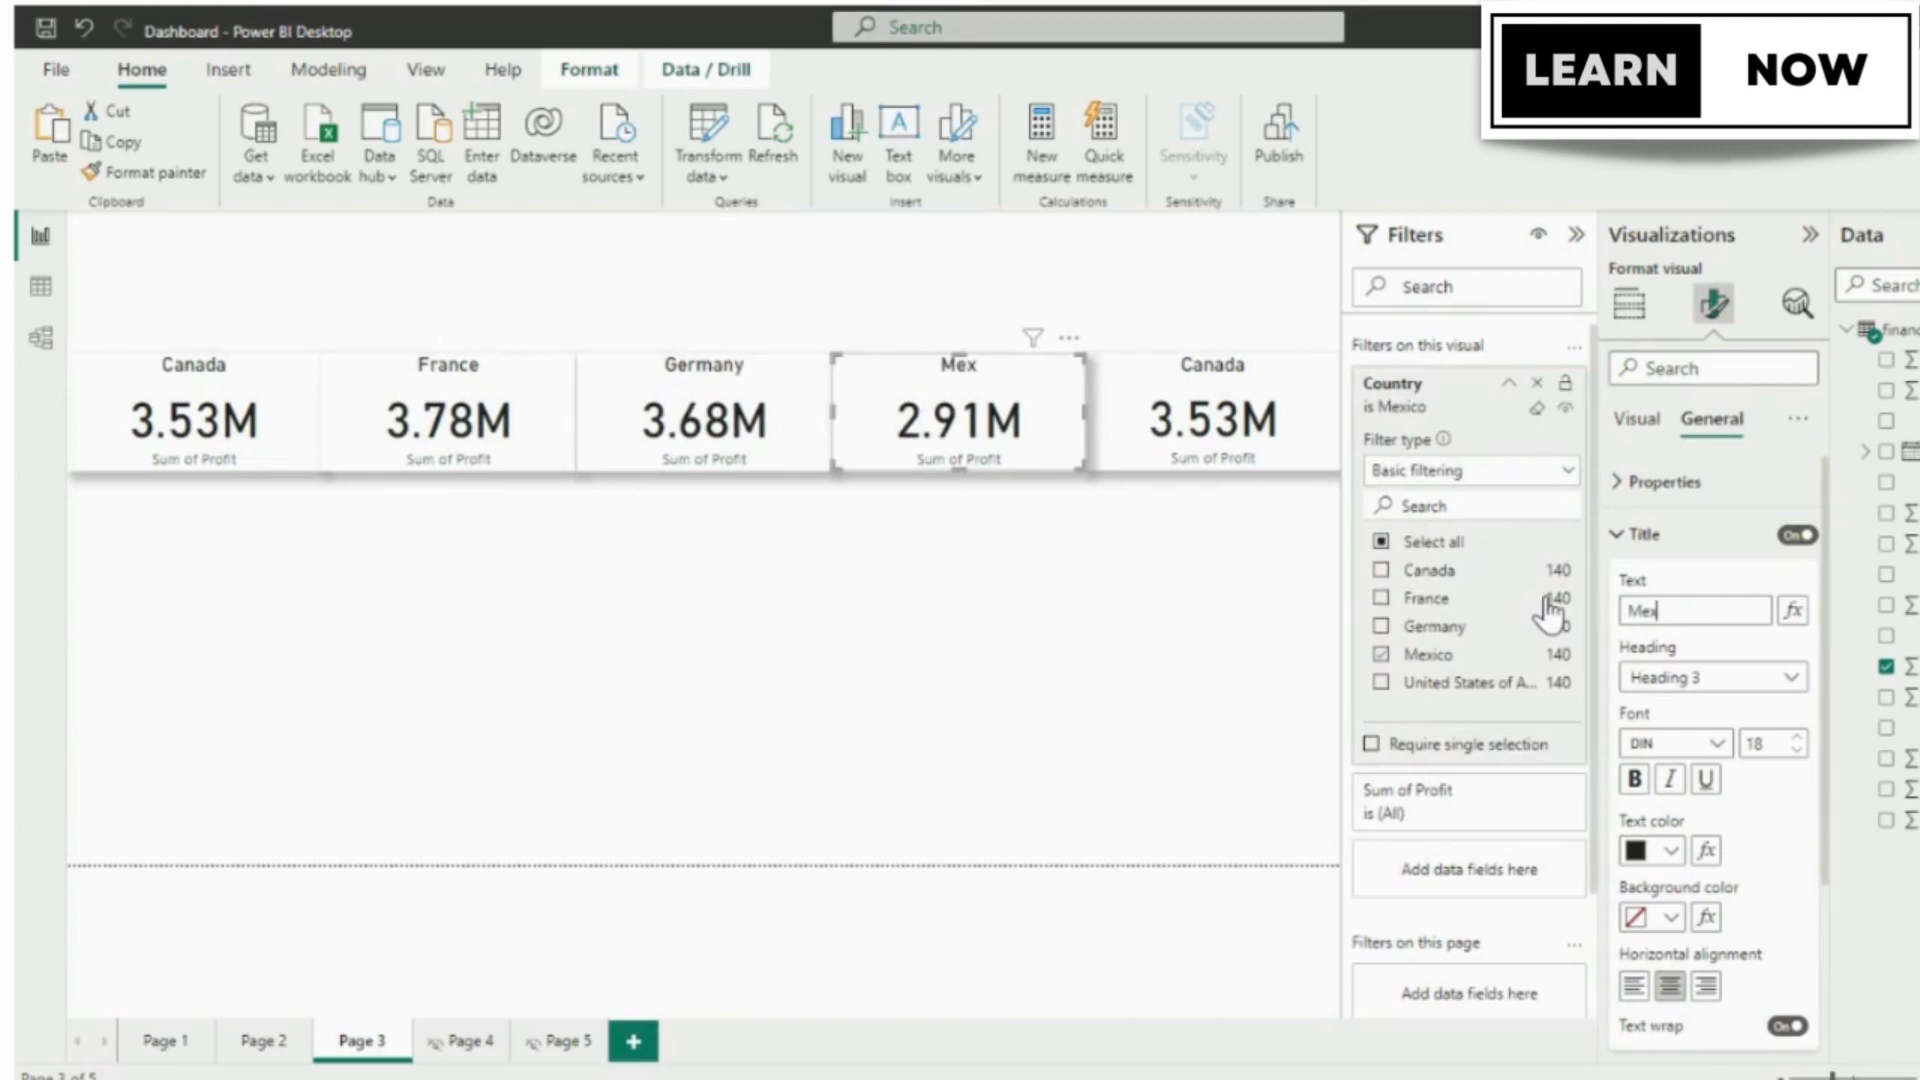 Dashboard - Power BI Desktop
Search
LEARN NOW
File
Home
Insert
Modeling
View
Help
Format
Data / Drill
Paste
Cut
Copy
Format painter
Clipboard
Get data
Excel workbook
Data hub
SQL Server
Enter data
Dataverse
Recent sources
Data
Transform data
Refresh
Queries
New visual
Text box
More visuals
Insert
New measure
Quick measure
Calculations
Sensitivity
Sensitivity
Publish
Share
Canada
3.53M
Sum of Profit
France
3.78M
Sum of Profit
Germany
3.68M
Sum of Profit
Mex
2.91M
Sum of Profit
Canada
3.53M
Sum of Profit
Filters
Search
Filters on this visual
Country
is Mexico
Filter type
Basic filtering
Search
Select all
Canada 140
France 140
Germany
Mexico 140
United States of A... 140
Require single selection
Sum of Profit
is (All)
Add data fields here
Filters on this page
Add data fields here
Visualizations
Format visual
Search
Visual
General
Properties
Title
On
Text
Mex
fx
Heading
Heading 3
Font
DIN
18
B I U
Text color
fx
Background color
fx
Horizontal alignment
Text wrap
On
Data
Search
financ
Page 1
Page 2
Page 3
Page 4
Page 5
Page 3 of 5